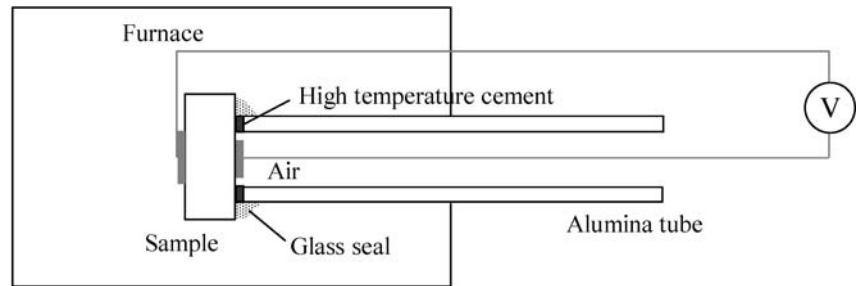 Furnace
High temperature cement
V
Air
Alumina tube
Sample
Glass seal